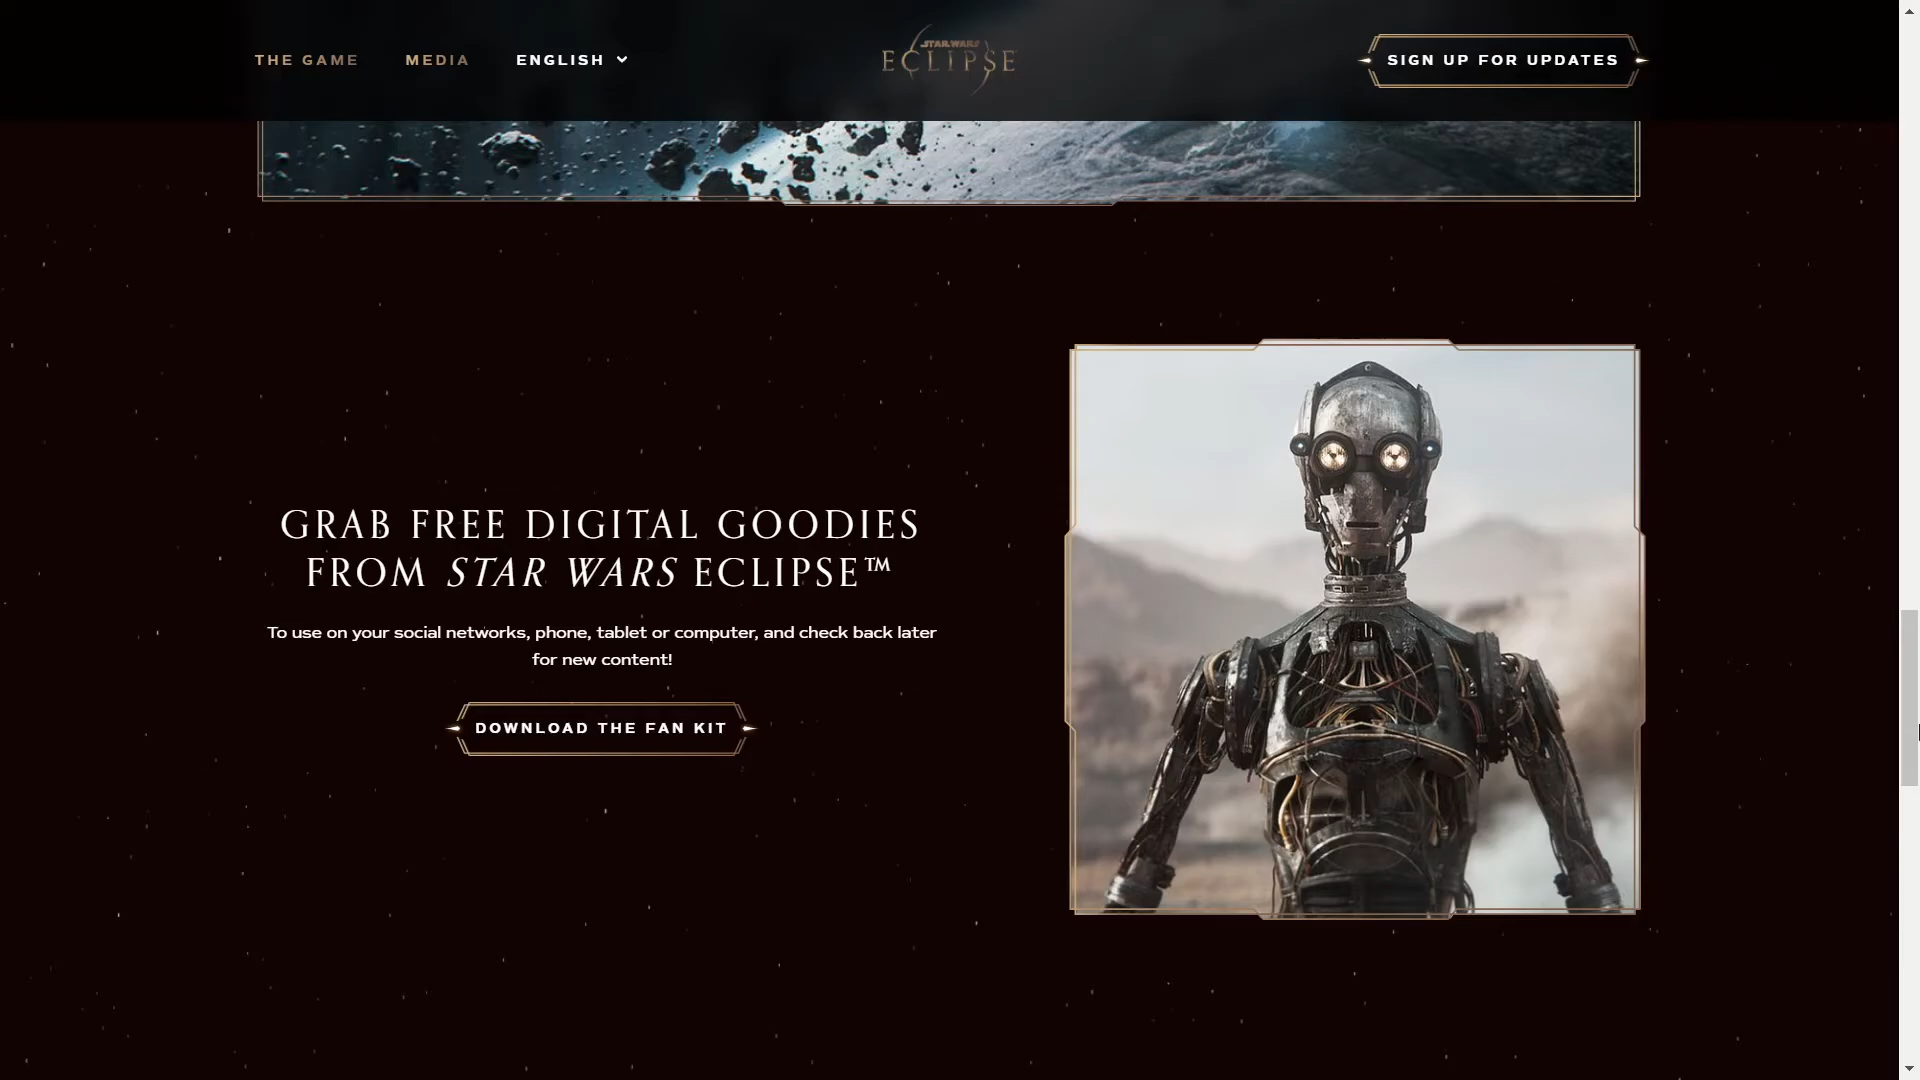 THE GAME MEDIA ENGLISH STAR WARS ECLIPSE SIGN UP FOR UPDATES
GRAB FREE DIGITAL GOODIES
FROM STAR WARS ECLIPSE™
To use on your social networks, phone, tablet or computer, and check back later
for new content!
DOWNLOAD THE FAN KIT